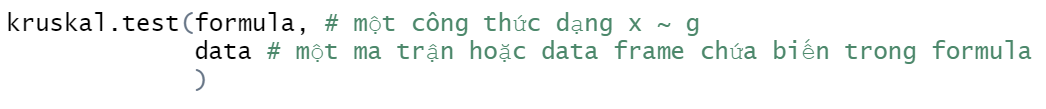 kruskal.test(formula, # một công thức dạng x ~ g
data # một ma trận hoặc data frame chứa biến trong formula
)